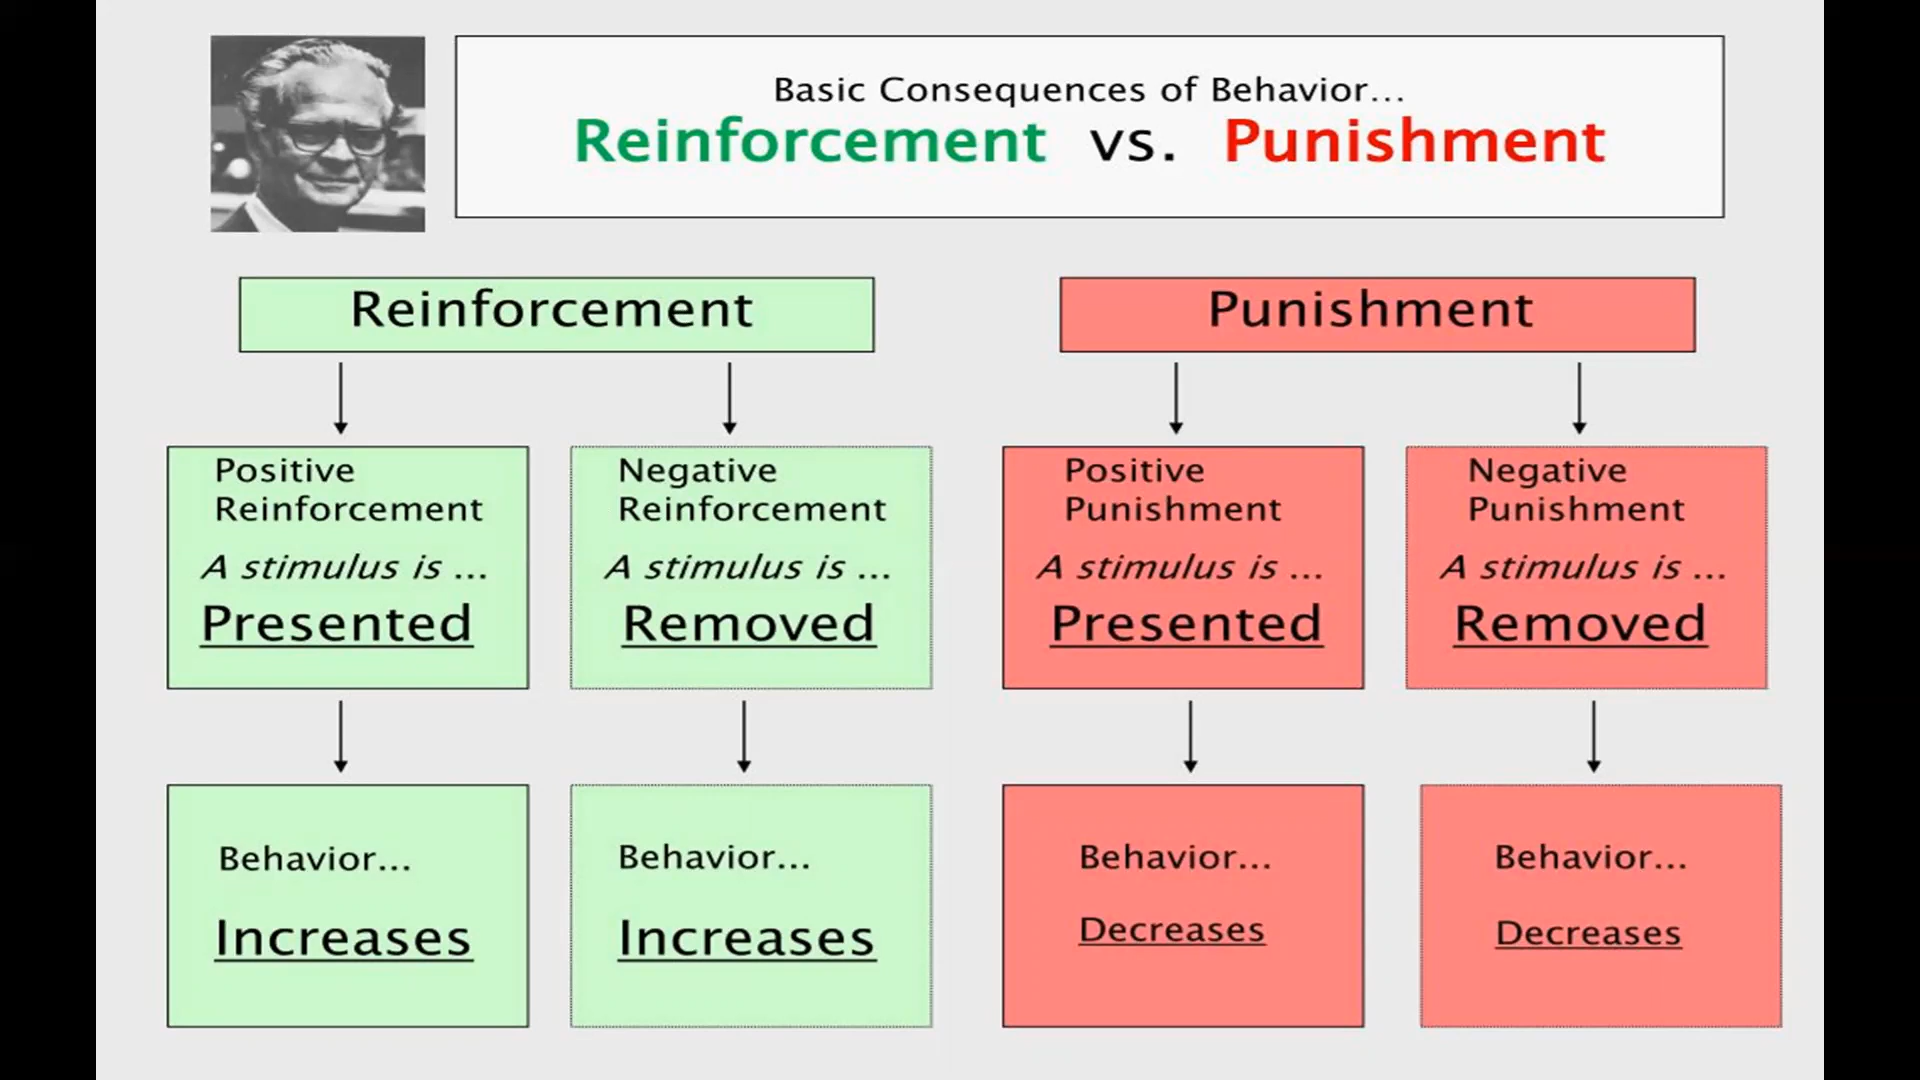 Basic Consequences of Behavior...
Reinforcement vs. Punishment
Reinforcement
Punishment
Positive
Reinforcement
A stimulus is ...
Presented
Negative
Reinforcement
A stimulus is ...
Removed
Positive
Punishment
A stimulus is ...
Presented
Negative
Punishment
A stimulus is ...
Removed
Behavior...
Increases
Behavior...
Increases
Behavior...
Decreases
Behavior...
Decreases